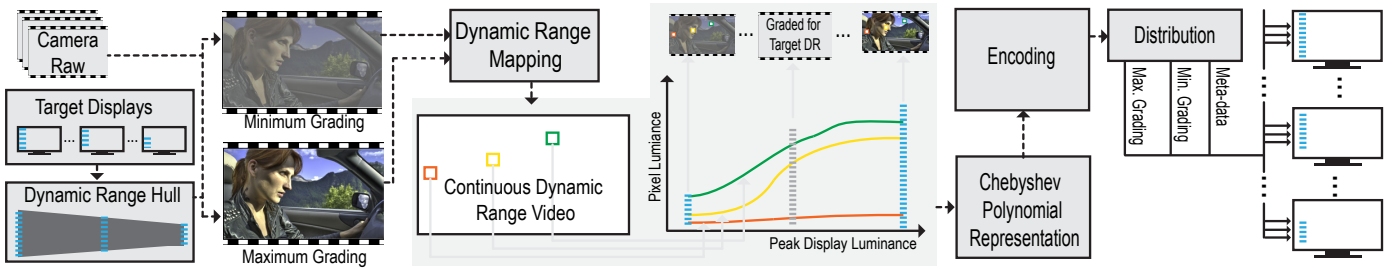 Camera
Raw
Target Displays
... ...
Dynamic Range Hull
Minimum Grading
Maximum Grading
Dynamic Range
Mapping
Continuous Dynamic
Range Video
... Graded for
Target DR ...
Pixel Lumiance
Peak Display Luminance
Chebyshev
Polynomial
Representation
Encoding
Distribution
Max. Grading
Min. Grading
Meta-data